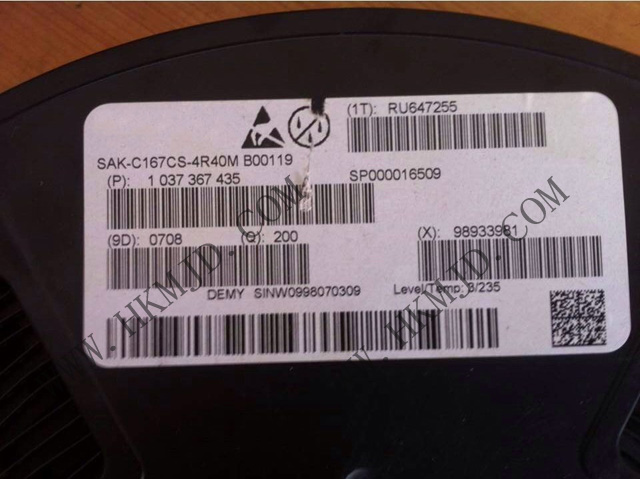 (1T): RU647255
SAK-C167CS-4R40M B00119
(P): 1 037 367 435
SP000016509
(9D): 0708
(Q): 200
(X): 98933981
DEMY SINW0998070309
Level/Temp: 3/235
WWW.HKMJD.COM
WWW.HKMJD.COM